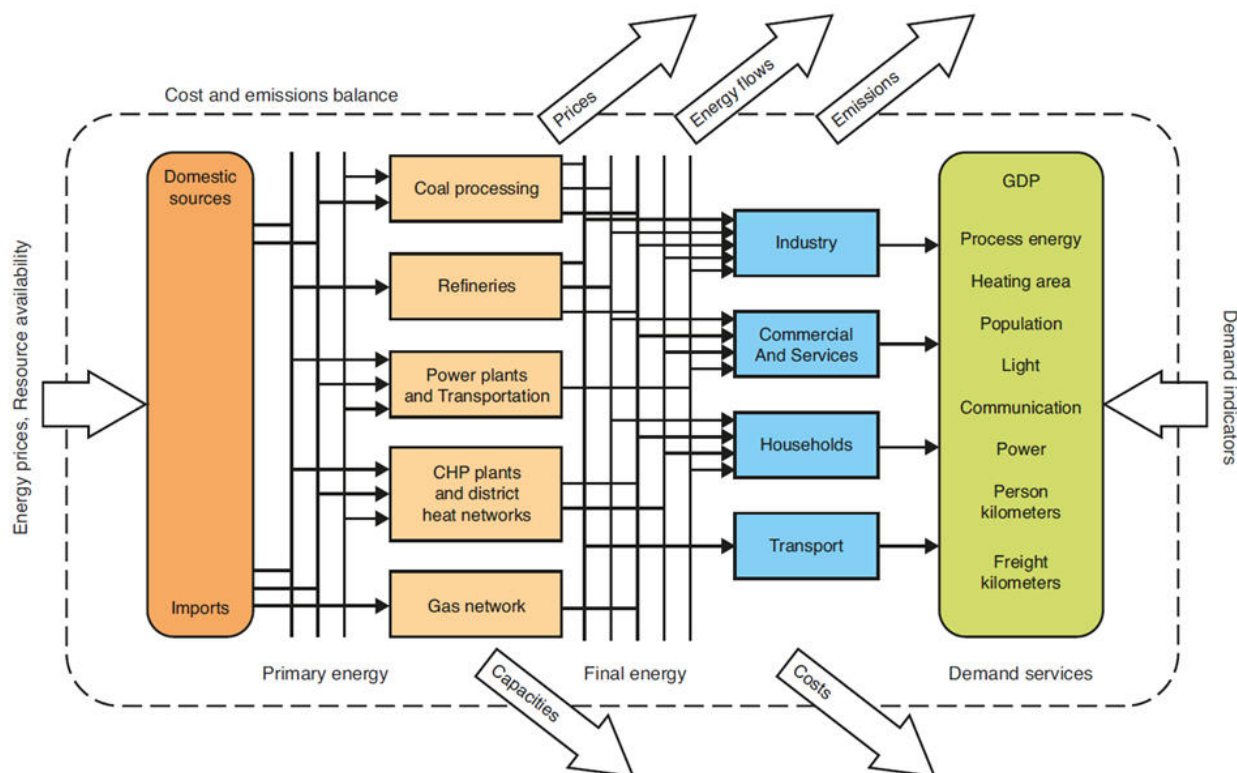 Prices
Energy flows
Emissions
Cost and emissions balance
Energy prices, Resource availability
Domestic
sources
Imports
Coal processing
Refineries
Power plants
and Transportation
CHP plants
and district
heat networks
Gas network
Industry
Commercial
And Services
Households
Transport
GDP
Process energy
Heating area
Population
Light
Communication
Power
Person
kilometers
Freight
kilometers
Demand indicators
Primary energy
Final energy
Demand services
Capacities
Costs